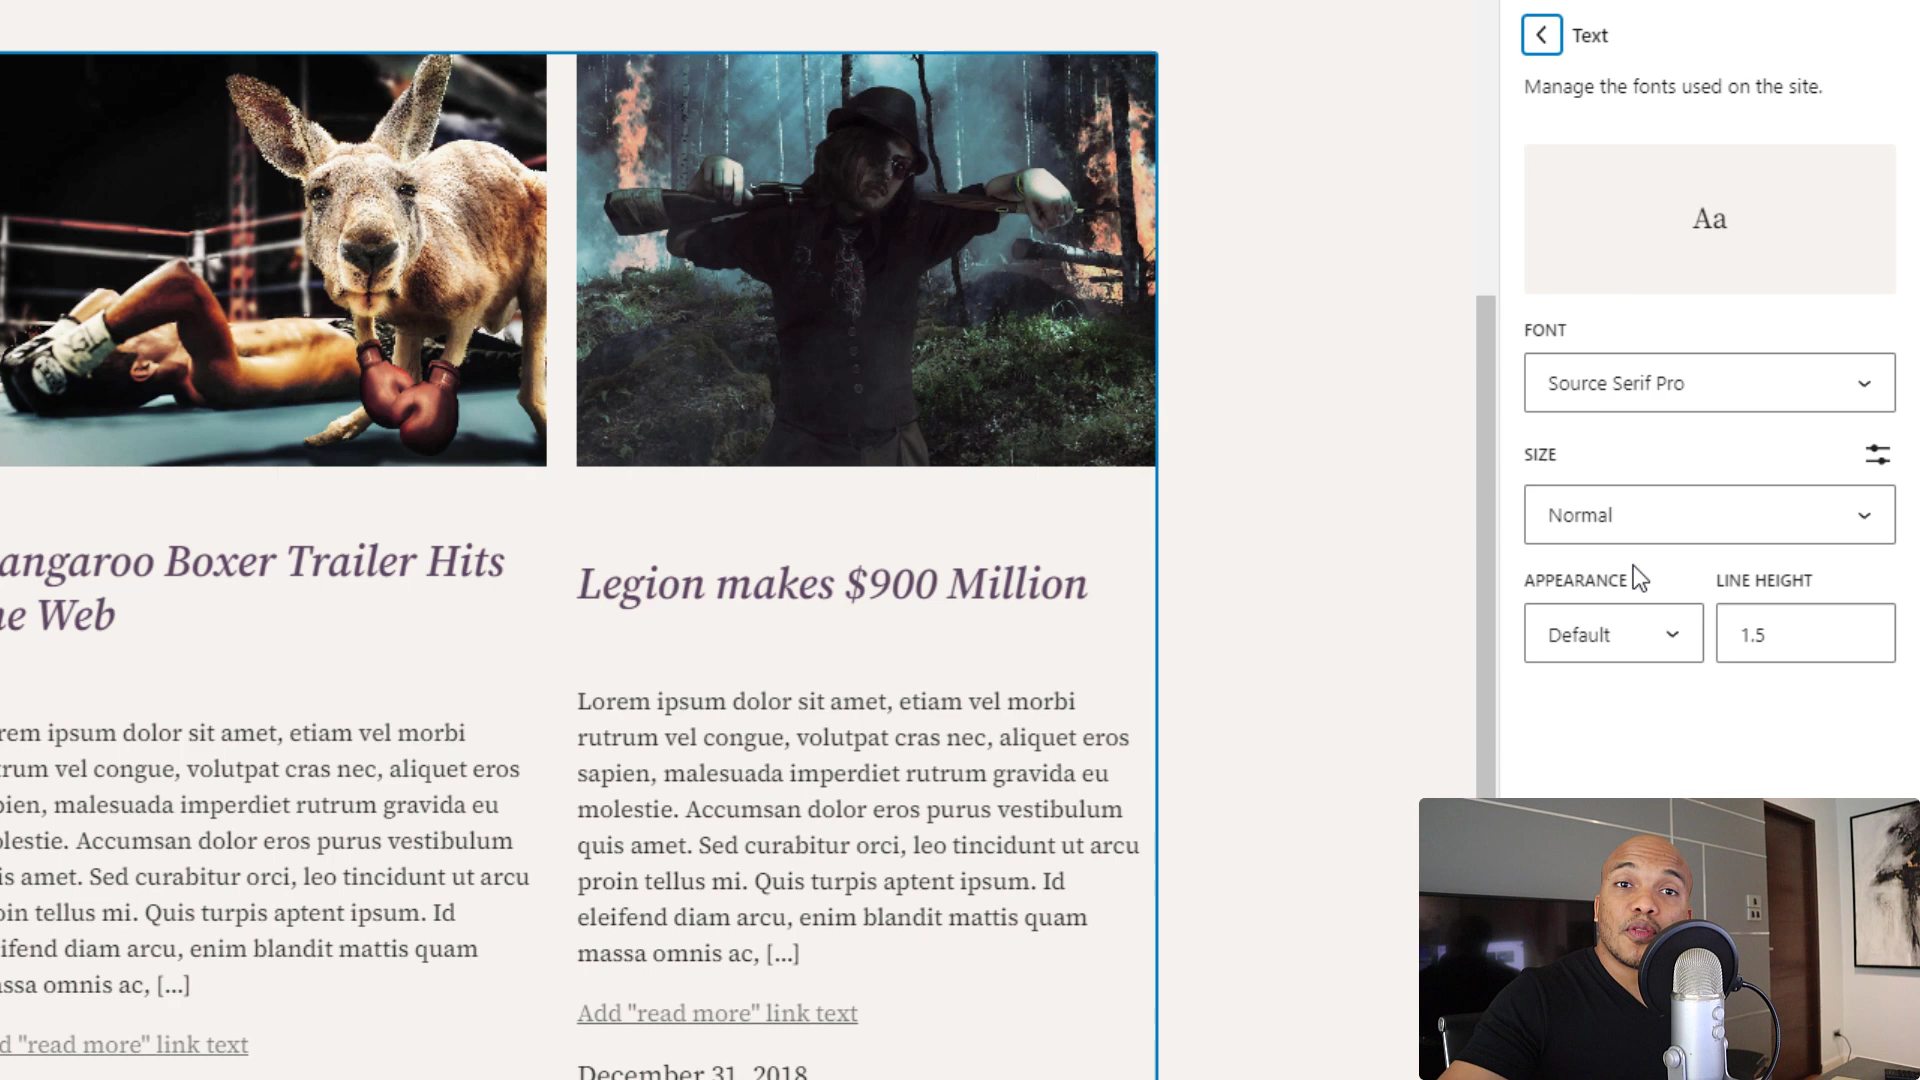 angaroo Boxer Trailer Hits
he Web
rem ipsum dolor sit amet, etiam vel morbi
rum vel congue, volutpat cras nec, aliquet eros
pien, malesuada imperdiet rutrum gravida eu
olestie. Accumsan dolor eros purus vestibulum
is amet. Sed curabitur orci, leo tincidunt ut arcu
oin tellus mi. Quis turpis aptent ipsum. Id
eifend diam arcu, enim blandit mattis quam
assa omnis ac, [...]
d "read more" link text
Legion makes $900 Million
Lorem ipsum dolor sit amet, etiam vel morbi
rutrum vel congue, volutpat cras nec, aliquet eros
sapien, malesuada imperdiet rutrum gravida eu
molestie. Accumsan dolor eros purus vestibulum
quis amet. Sed curabitur orci, leo tincidunt ut arcu
proin tellus mi. Quis turpis aptent ipsum. Id
eleifend diam arcu, enim blandit mattis quam
massa omnis ac, [...]
Add "read more" link text
December 31, 2018
Text
Manage the fonts used on the site.
Aa
FONT
Source Serif Pro
SIZE
Normal
APPEARANCE
LINE HEIGHT
Default
1.5